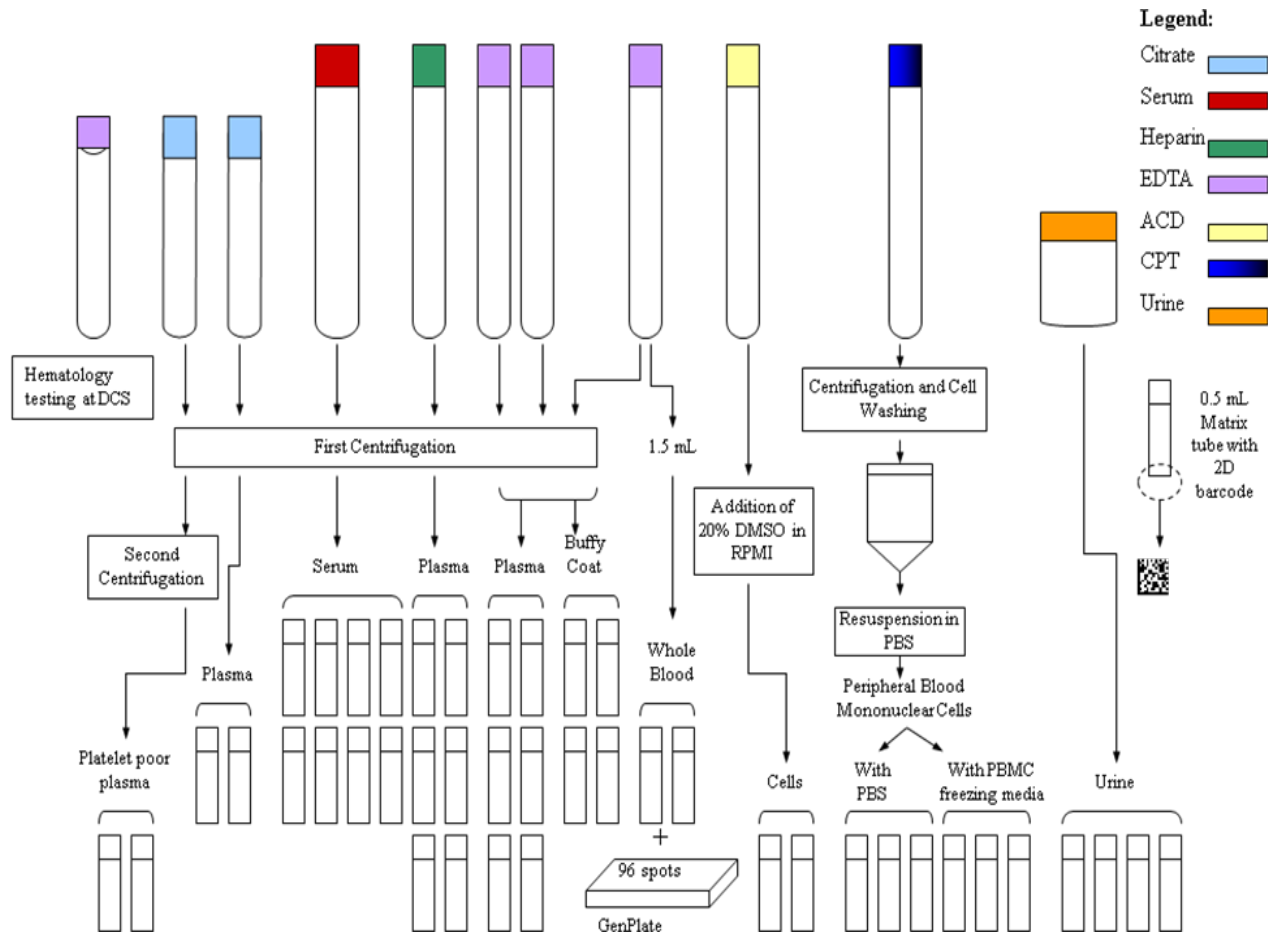 Legend:
Citrate
Serum
Heparin
EDTA
ACD
CPT
Urine
Hematology
testing at DCS
First Centrifugation
1.5 mL
Centrifugation and Cell
Washing
0.5 mL
Matrix
tube with
2D
barcode
Second
Centrifugation
Serum
Plasma
Plasma
Buffy
Coat
Addition of
20% DMSO in
RPMI
Resuspension in
PBS
Plasma
Whole
Blood
Peripheral Blood
Mononuclear Cells
Platelet poor
plasma
Cells
With
PBS
With PBMC
freezing media
Urine
+
96 spots
GenPlate